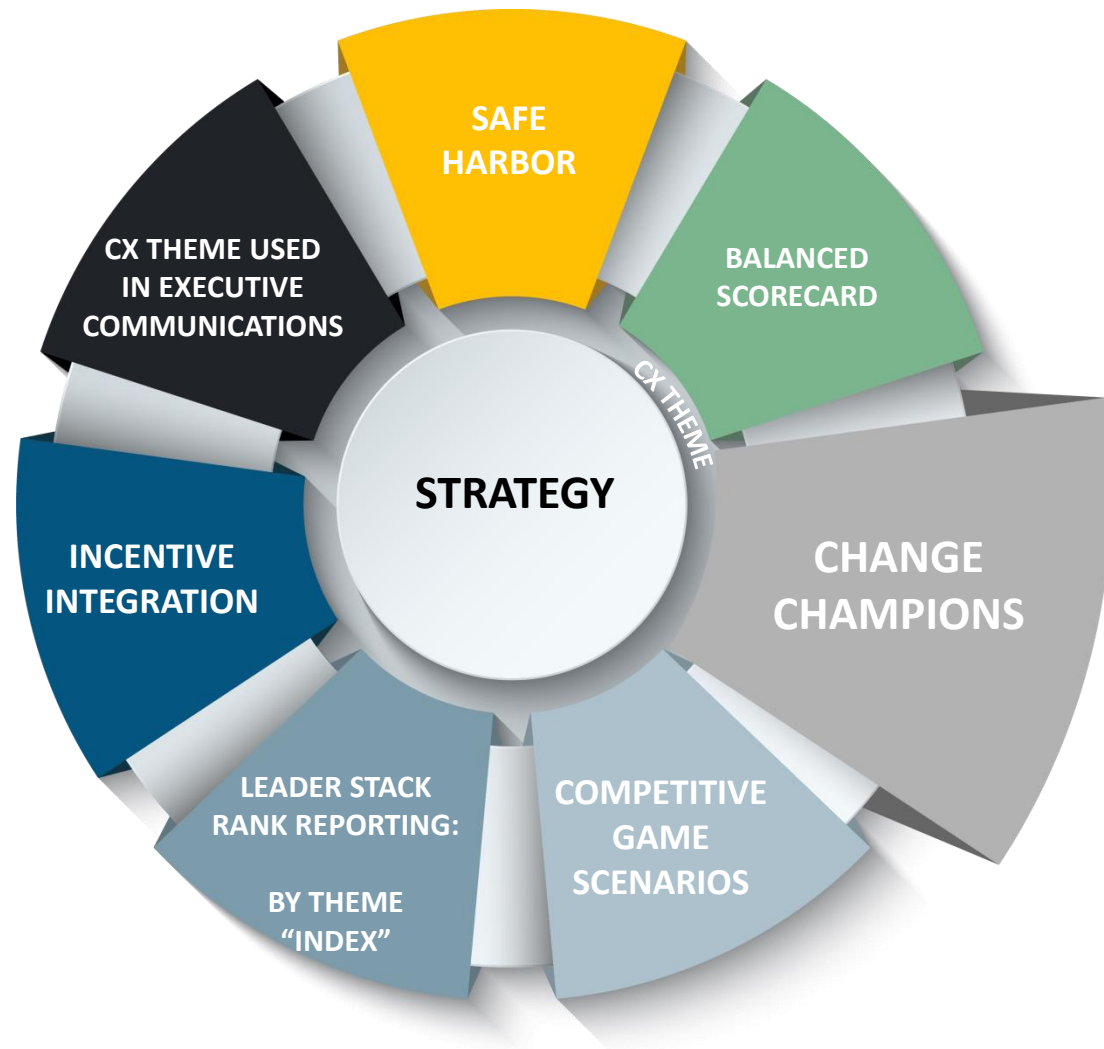 SAFE
HARBOR
BALANCED
SCORECARD
CHANGE
CHAMPIONS
COMPETITIVE
GAME
SCENARIOS
LEADER STACK
RANK REPORTING:
BY THEME
“INDEX”
INCENTIVE
INTEGRATION
CX THEME USED
IN EXECUTIVE
COMMUNICATIONS
CX THEME
STRATEGY